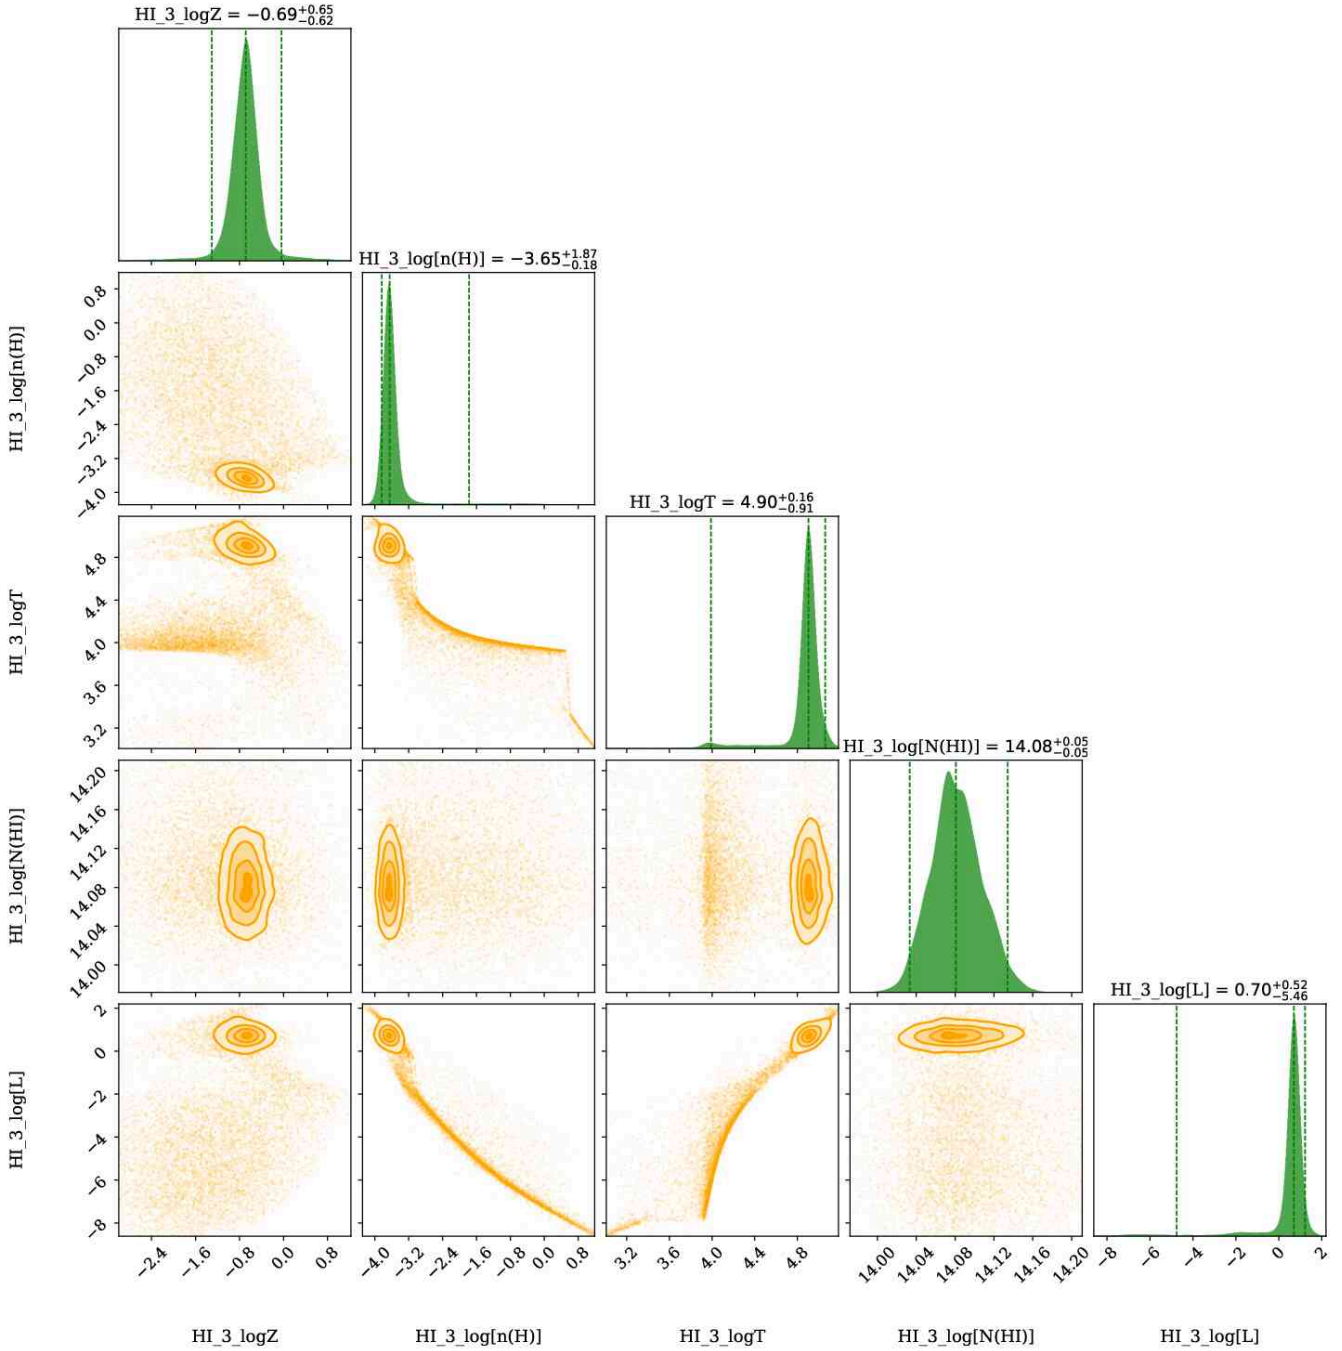 HI_3_logZ = −0.69+0.65−0.62
HI_3_log[n(H)] = −3.65+1.87−0.18
0.8
0.0
−0.8
−1.6
−2.4
−3.2
−4.0
HI_3_log[n(H)]
HI_3_logT = 4.90+0.16−0.91
4.8
4.4
4.0
3.6
3.2
HI_3_logT
HI_3_log[N(HI)] = 14.08+0.05−0.05
14.20
14.16
14.12
14.08
14.04
14.00
HI_3_log[N(HI)]
HI_3_log[L] = 0.70+0.52−5.46
2
0
−2
−4
−6
−8
HI_3_log[L]
−2.4 −1.6 −0.8 0.0 0.8 −4.0 −3.2 −2.4 −1.6 −0.8 0.0 0.8 3.2 3.6 4.0 4.4 4.8 14.00 14.04 14.08 14.12 14.16 14.20 −8 −6 −4 −2 0 2
HI_3_logZ HI_3_log[n(H)] HI_3_logT HI_3_log[N(HI)] HI_3_log[L]